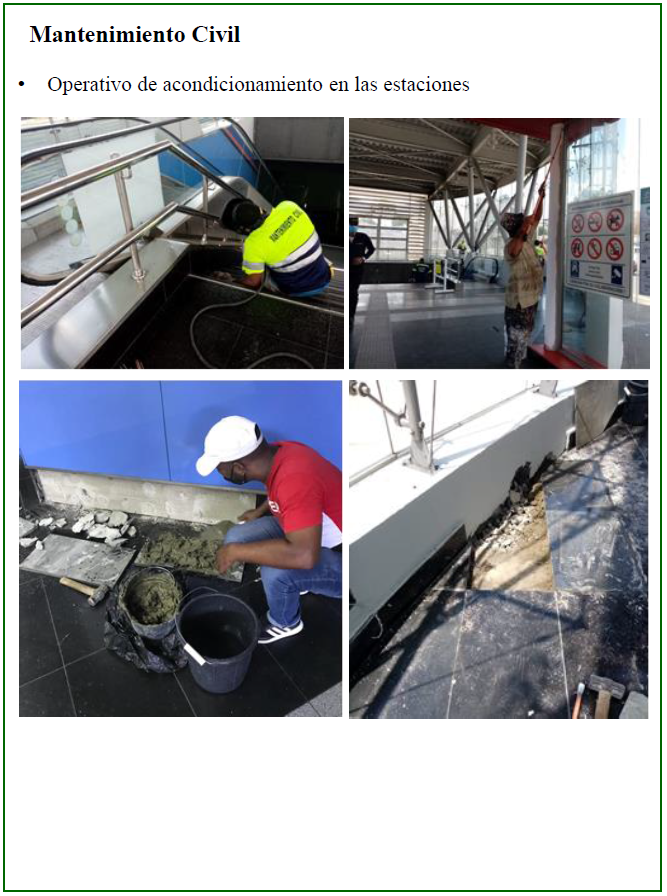 Mantenimiento Civil
• Operativo de acondicionamiento en las estaciones
MANTENIMIENTO CIVIL